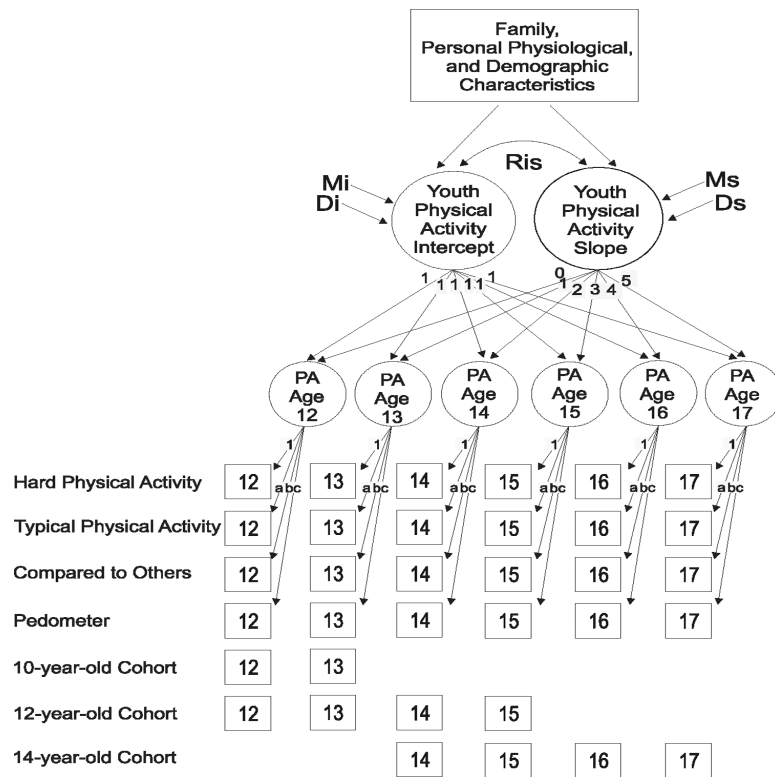 Family,
Personal Physiological,
and Demographic
Characteristics
Ris
Mi
Di
Youth
Physical
Activity
Intercept
Youth
Physical
Activity
Slope
Ms
Ds
1 1 1 1 1 1
0 1 2 3 4 5
PA
Age
12
PA
Age
13
PA
Age
14
PA
Age
15
PA
Age
16
PA
Age
17
1 1 1 1 1 1
Hard Physical Activity 12 13 14 15 16 17
abc abc abc abc abc abc
Typical Physical Activity 12 13 14 15 16 17
Compared to Others 12 13 14 15 16 17
Pedometer 12 13 14 15 16 17
10-year-old Cohort 12 13
12-year-old Cohort 12 13 14 15
14-year-old Cohort 14 15 16 17